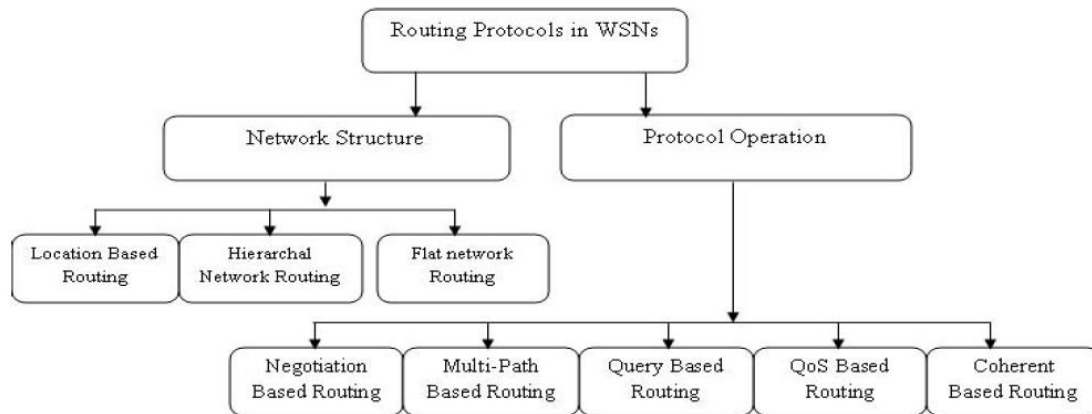 Routing Protocols in WSNs
Network Structure
Protocol Operation
Location Based
Routing
Hierarchal
Network Routing
Flat network
Routing
Negotiation
Based Routing
Multi-Path
Based Routing
Query Based
Routing
QoS Based
Routing
Coherent
Based Routing